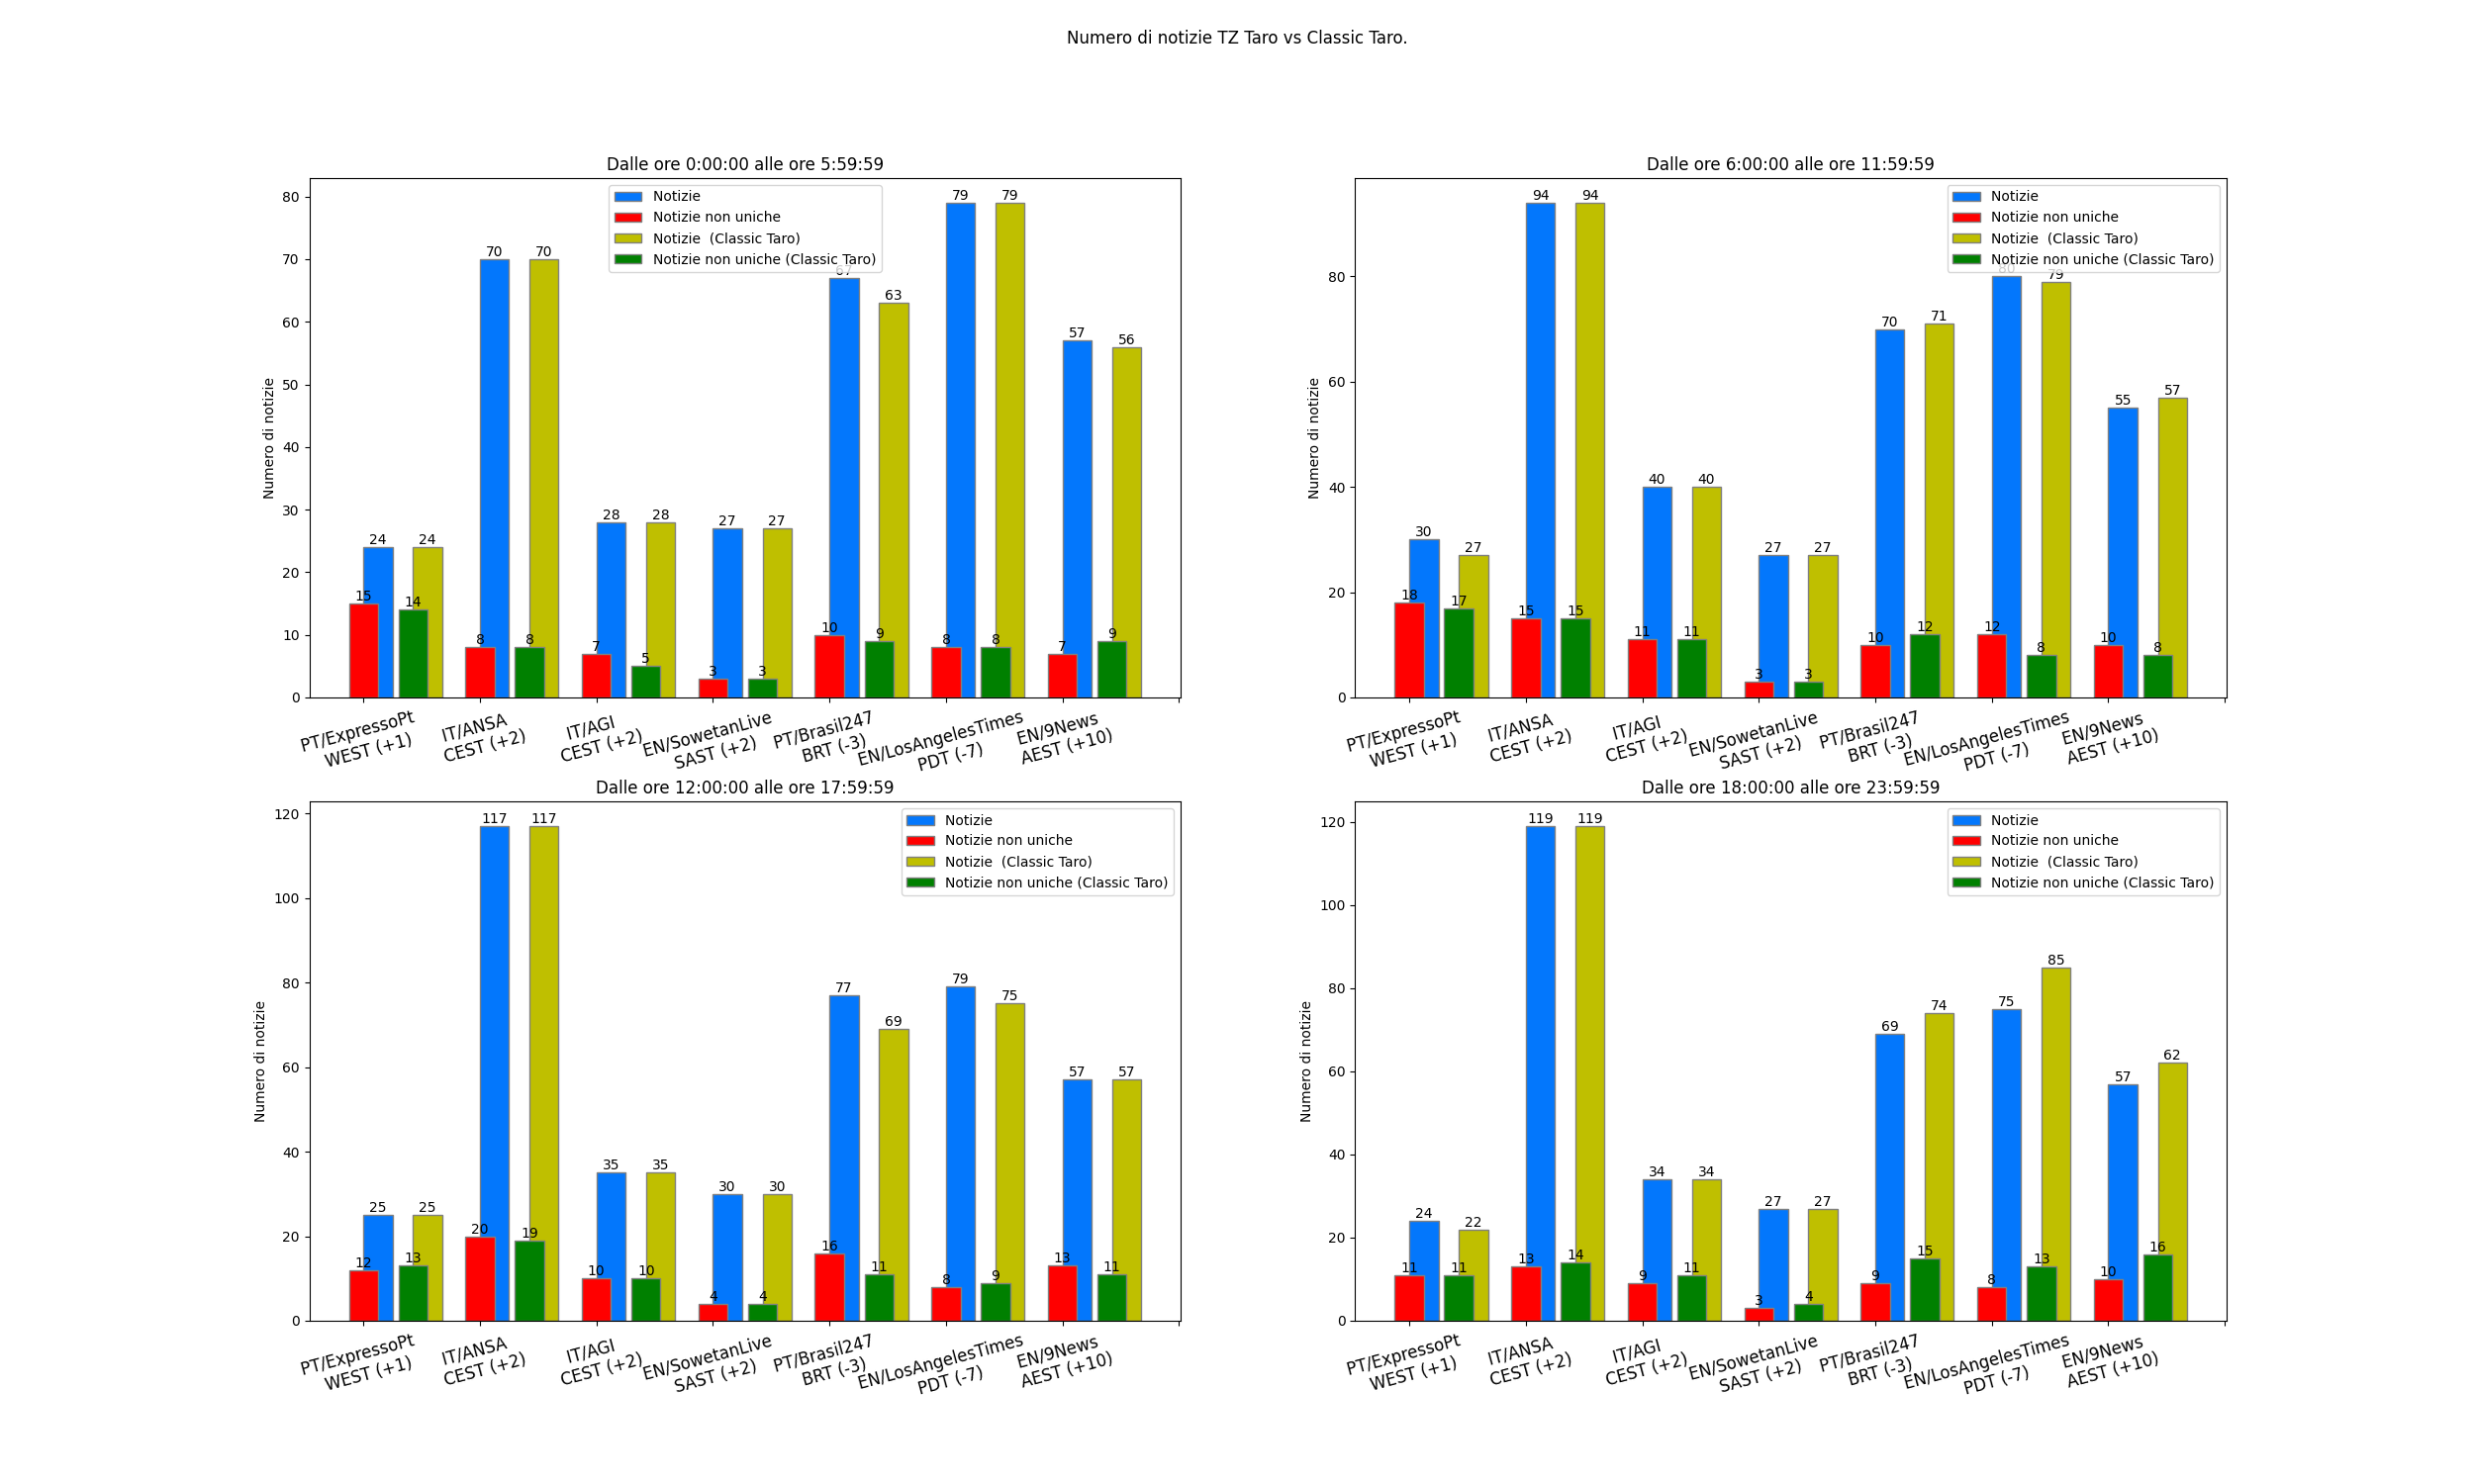 Numero di notizie TZ Taro vs Classic Taro.
Dalle ore 0:00:00 alle ore 5:59:59
Numero di notizie
80
70
60
50
40
30
20
10
0
Notizie
Notizie non uniche
Notizie (Classic Taro)
Notizie non uniche (Classic Taro)
24 24 70 70 28 28 27 27 67 63 79 79 57 56
15 14 8 8 7 5 3 3 10 9 8 8 7 9
PT/ExpressoPt
WEST (+1)
IT/ANSA
CEST (+2)
IT/AGI
CEST (+2)
EN/SowetanLive
SAST (+2)
PT/Brasil247
BRT (-3)
EN/LosAngelesTimes
PDT (-7)
EN/9News
AEST (+10)
Dalle ore 6:00:00 alle ore 11:59:59
Numero di notizie
80
60
40
20
0
Notizie
Notizie non uniche
Notizie (Classic Taro)
Notizie non uniche (Classic Taro)
30 27 94 94 40 40 27 27 70 71 80 79 55 57
18 17 15 15 11 11 3 3 10 12 12 8 10 8
PT/ExpressoPt
WEST (+1)
IT/ANSA
CEST (+2)
IT/AGI
CEST (+2)
EN/SowetanLive
SAST (+2)
PT/Brasil247
BRT (-3)
EN/LosAngelesTimes
PDT (-7)
EN/9News
AEST (+10)
Dalle ore 12:00:00 alle ore 17:59:59
Numero di notizie
120
100
80
60
40
20
0
Notizie
Notizie non uniche
Notizie (Classic Taro)
Notizie non uniche (Classic Taro)
25 25 117 117 35 35 30 30 77 69 79 75 57 57
12 13 20 19 10 10 4 4 16 11 8 9 13 11
PT/ExpressoPt
WEST (+1)
IT/ANSA
CEST (+2)
IT/AGI
CEST (+2)
EN/SowetanLive
SAST (+2)
PT/Brasil247
BRT (-3)
EN/LosAngelesTimes
PDT (-7)
EN/9News
AEST (+10)
Dalle ore 18:00:00 alle ore 23:59:59
Numero di notizie
120
100
80
60
40
20
0
Notizie
Notizie non uniche
Notizie (Classic Taro)
Notizie non uniche (Classic Taro)
24 22 119 119 34 34 27 27 69 74 75 85 57 62
11 11 13 14 9 11 3 4 9 15 8 13 10 16
PT/ExpressoPt
WEST (+1)
IT/ANSA
CEST (+2)
IT/AGI
CEST (+2)
EN/SowetanLive
SAST (+2)
PT/Brasil247
BRT (-3)
EN/LosAngelesTimes
PDT (-7)
EN/9News
AEST (+10)